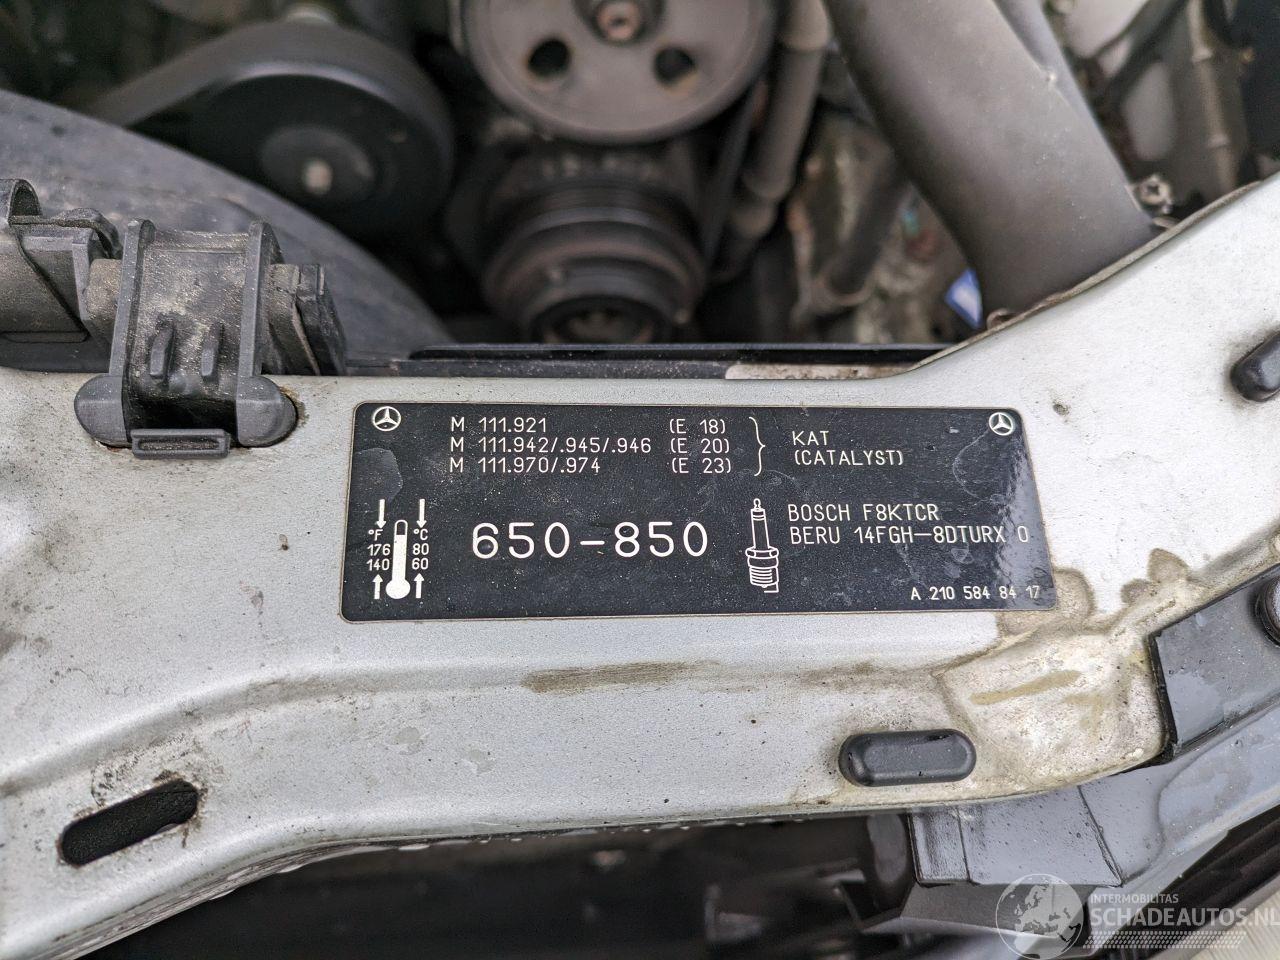 M 111.921 (E 18)
M 111.942/.945/.946 (E 20)
M 111.970/.974 (E 23)
KAT
(CATALYST)
°F °C
176 80
140 60
650-850
BOSCH F8KTCR
BERU 14FGH-8DTURX 0
A 210 584 84 17
INTERMOBILITAS
SCHADEAUTOS.NL